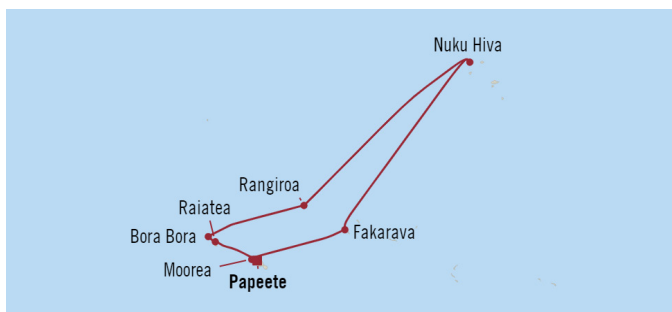 Nuku Hiva
Rangiroa
Raiatea
Bora Bora
Fakarava
Moorea
Papeete